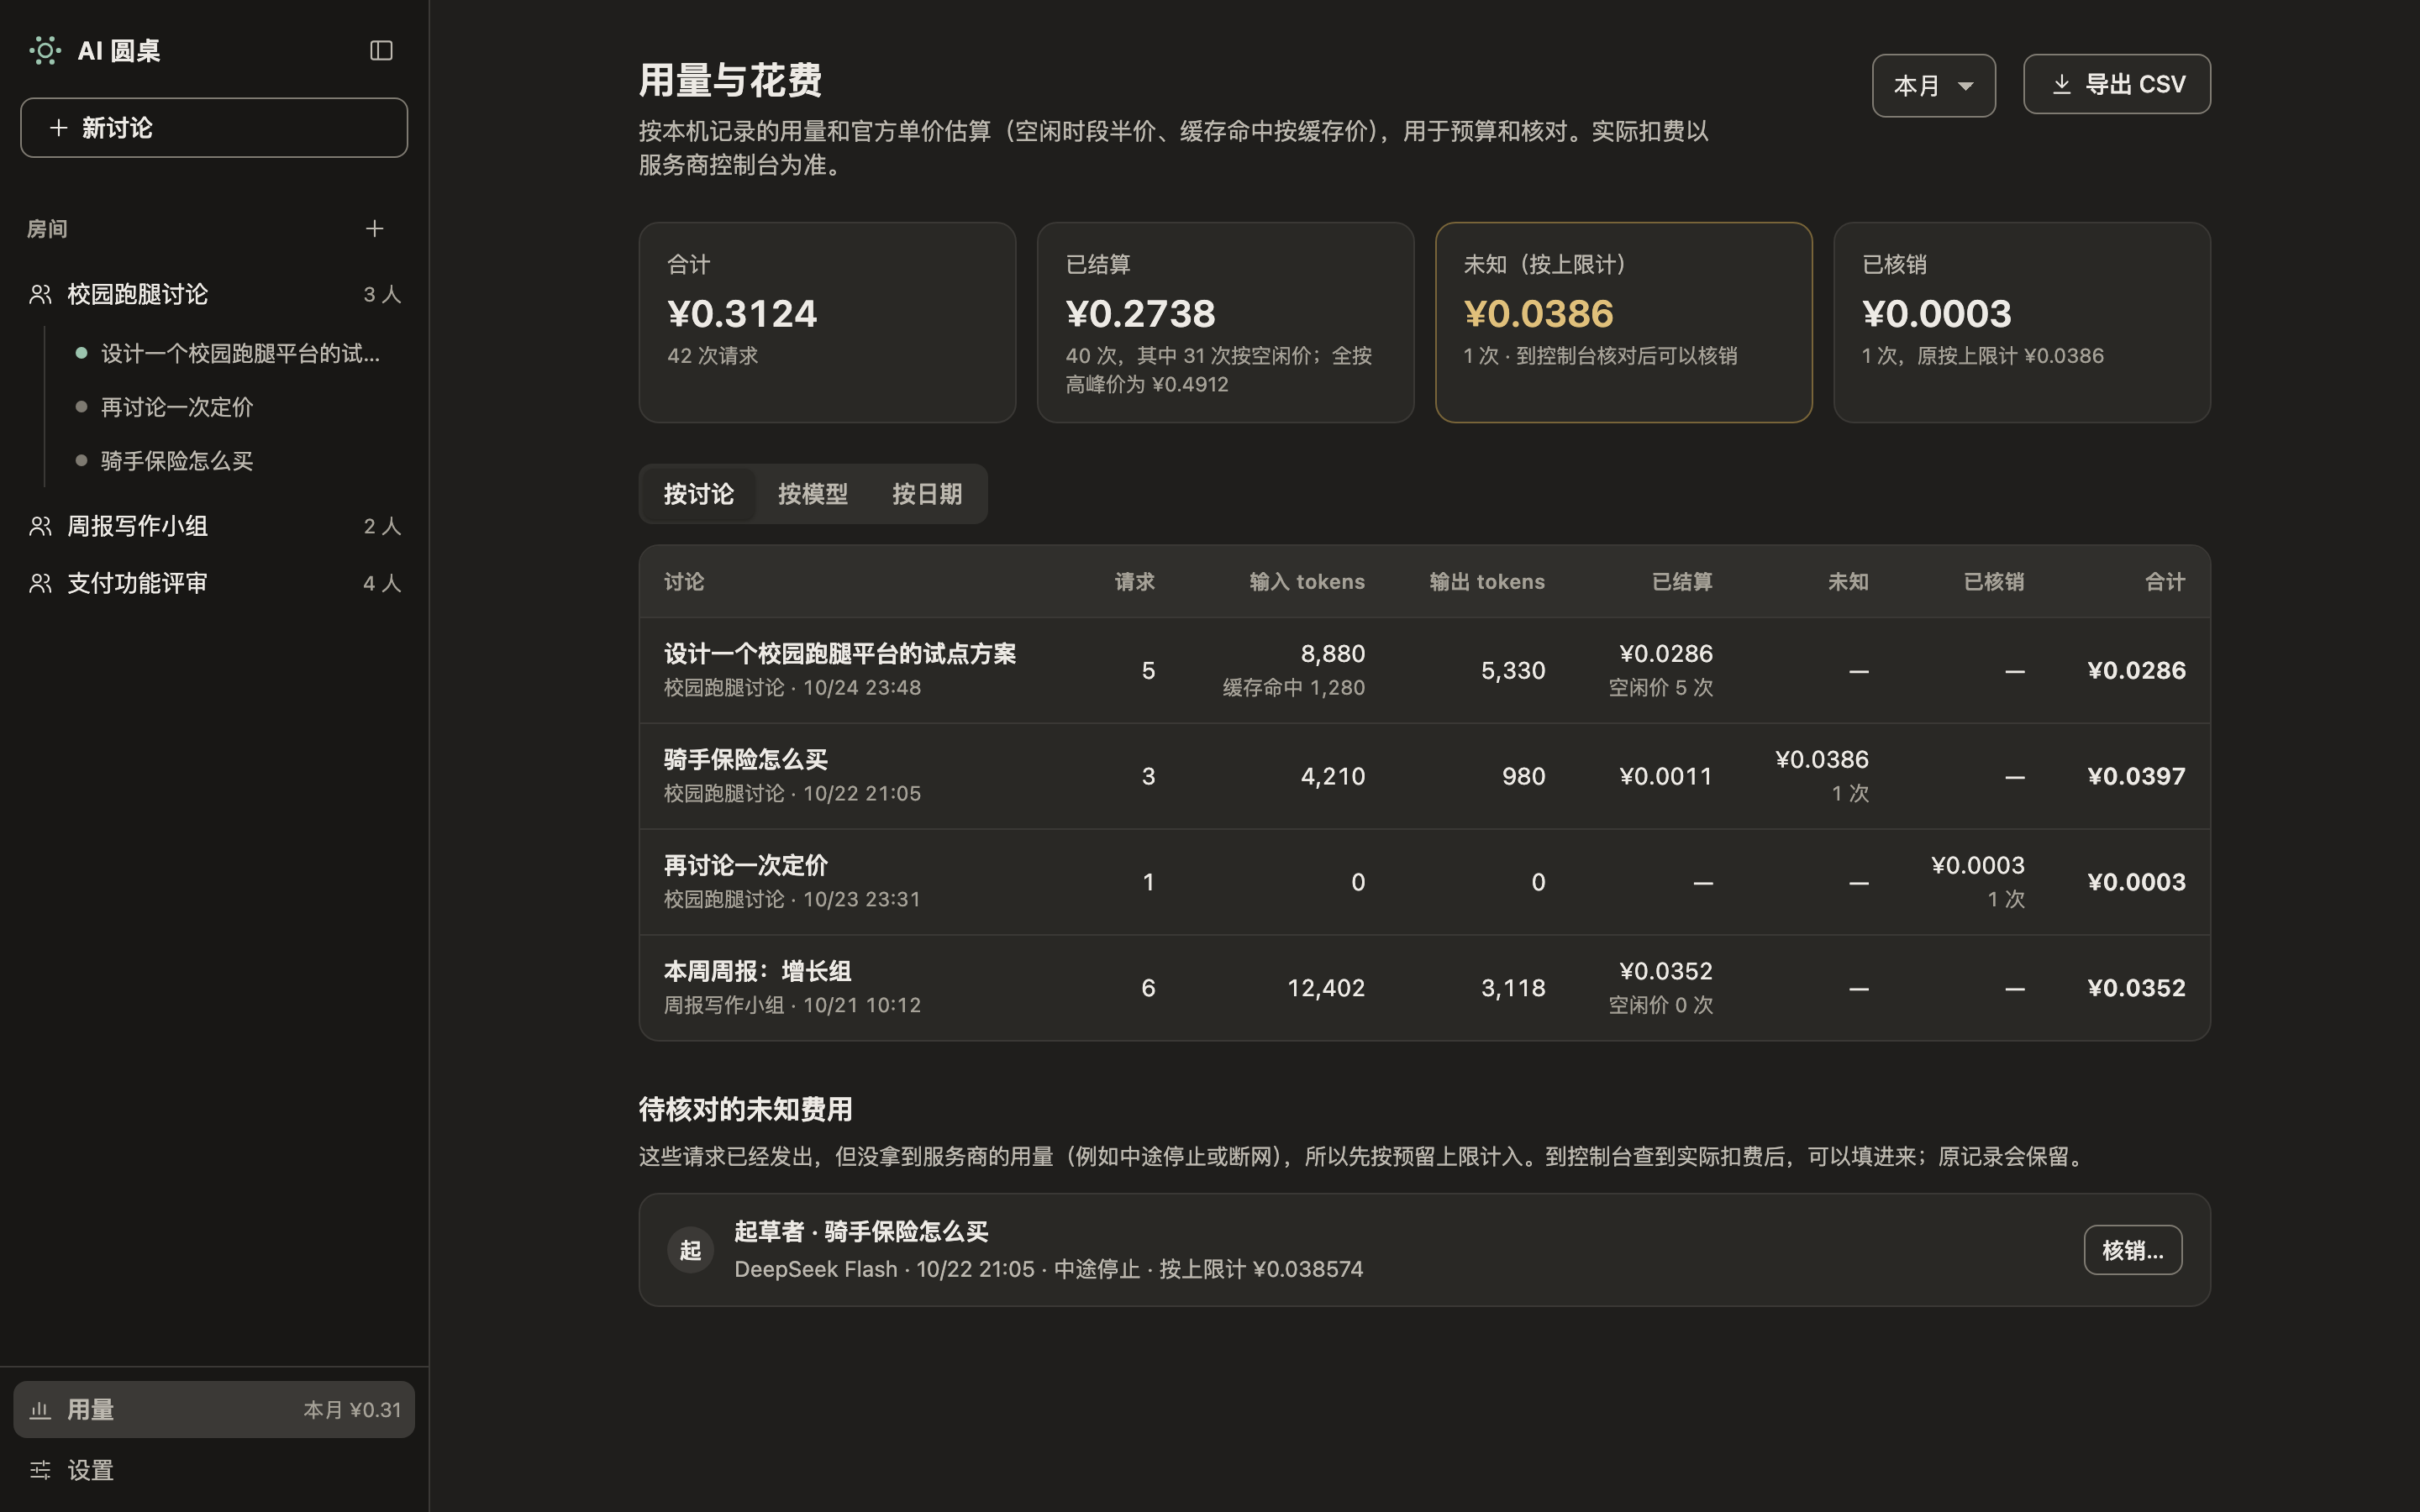 AI 圆桌
新讨论
房间
校园跑腿讨论 3 人
设计一个校园跑腿平台的试...
再讨论一次定价
骑手保险怎么买
周报写作小组 2 人
支付功能评审 4 人
用量 本月 ¥0.31
设置
用量与花费
按本机记录的用量和官方单价估算（空闲时段半价、缓存命中按缓存价），用于预算和核对。实际扣费以
服务商控制台为准。
本月
导出 CSV
合计
¥0.3124
42 次请求
已结算
¥0.2738
40 次，其中 31 次按空闲价；全按
高峰价为 ¥0.4912
未知（按上限计）
¥0.0386
1 次 · 到控制台核对后可以核销
已核销
¥0.0003
1 次，原按上限计 ¥0.0386
按讨论 按模型 按日期
讨论 请求 输入 tokens 输出 tokens 已结算 未知 已核销 合计
设计一个校园跑腿平台的试点方案 5 8,880 5,330 ¥0.0286 — — ¥0.0286
校园跑腿讨论 · 10/24 23:48 缓存命中 1,280 空闲价 5 次
骑手保险怎么买 3 4,210 980 ¥0.0011 ¥0.0386 — ¥0.0397
校园跑腿讨论 · 10/22 21:05 1 次
再讨论一次定价 1 0 0 — — ¥0.0003 ¥0.0003
校园跑腿讨论 · 10/23 23:31 1 次
本周周报：增长组 6 12,402 3,118 ¥0.0352 — — ¥0.0352
周报写作小组 · 10/21 10:12 空闲价 0 次
待核对的未知费用
这些请求已经发出，但没拿到服务商的用量（例如中途停止或断网），所以先按预留上限计入。到控制台查到实际扣费后，可以填进来；原记录会保留。
起
起草者 · 骑手保险怎么买
DeepSeek Flash · 10/22 21:05 · 中途停止 · 按上限计 ¥0.038574
核销...